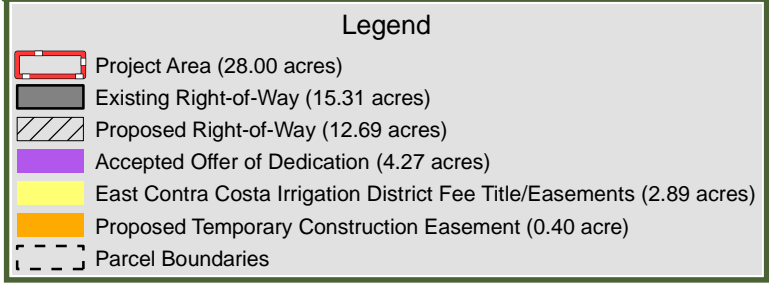 Legend
Project Area (28.00 acres)
Existing Right-of-Way (15.31 acres)
Proposed Right-of-Way (12.69 acres)
Accepted Offer of Dedication (4.27 acres)
East Contra Costa Irrigation District Fee Title/Easements (2.89 acres)
Proposed Temporary Construction Easement (0.40 acre)
Parcel Boundaries